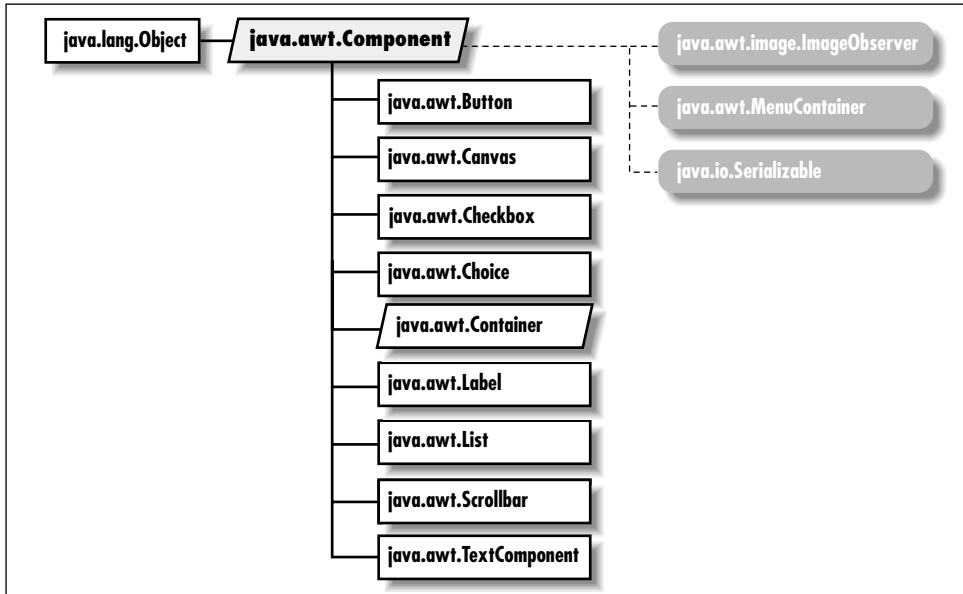 java.lang.Object
java.awt.Component
java.awt.image.ImageObserver
java.awt.Button
java.awt.MenuContainer
java.awt.Canvas
java.io.Serializable
java.awt.Checkbox
java.awt.Choice
java.awt.Container
java.awt.Label
java.awt.List
java.awt.Scrollbar
java.awt.TextComponent